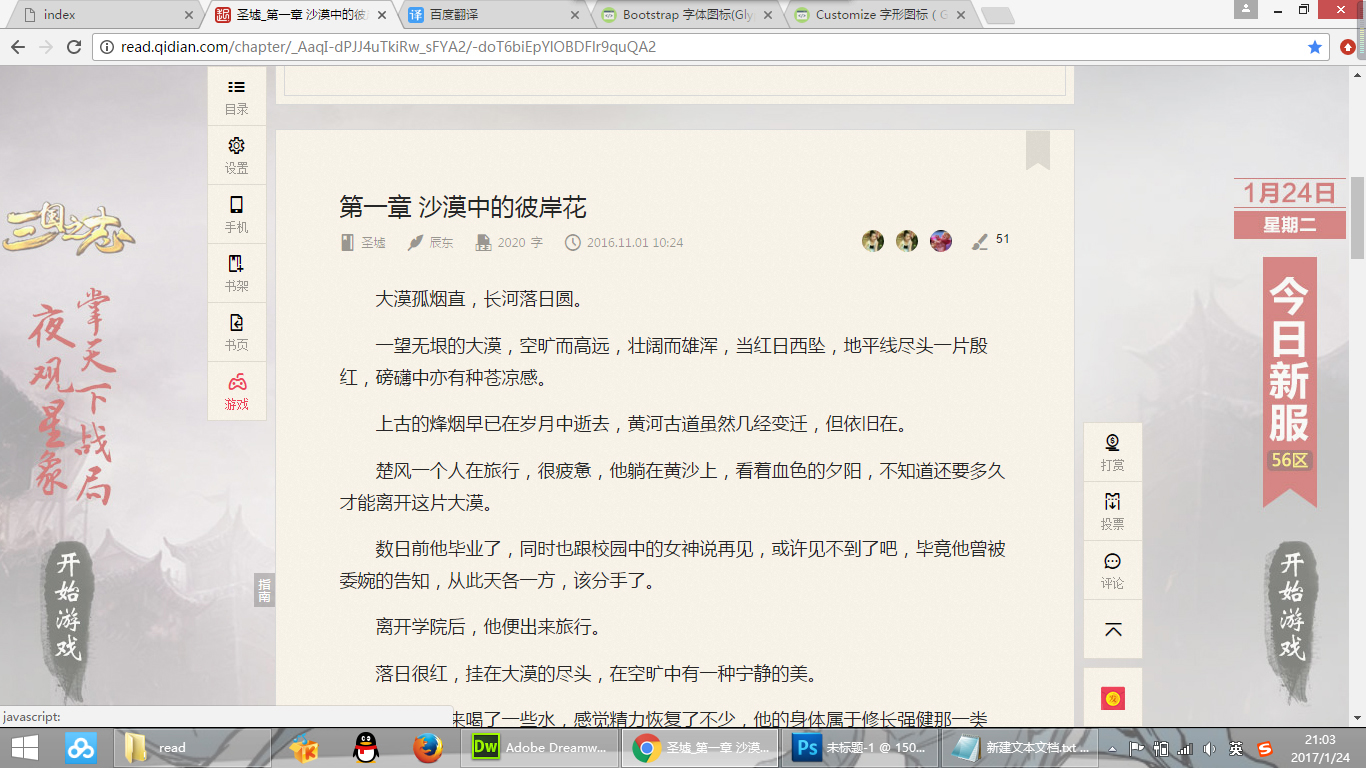 index
圣墟_第一章 沙漠中的彼岸
百度翻译
Bootstrap 字体图标(Gly
Customize 字形图标 ( G
read.qidian.com/chapter/_AaqI-dPJJ4uTkiRw_sFYA2/-doT6biEpYIOBDFlr9quQA2
目录
设置
手机
书架
书页
游戏
三国之志
掌天下战局
夜观星象
开始游戏
指南
第一章 沙漠中的彼岸花
圣墟 辰东 2020 字 2016.11.01 10:24
51
大漠孤烟直，长河落日圆。
一望无垠的大漠，空旷而高远，壮阔而雄浑，当红日西坠，地平线尽头一片殷
红，磅礴中亦有种苍凉感。
上古的烽烟早已在岁月中逝去，黄河古道虽然几经变迁，但依旧在。
楚风一个人在旅行，很疲惫，他躺在黄沙上，看着血色的夕阳，不知道还要多久
才能离开这片大漠。
数日前他毕业了，同时也跟校园中的女神说再见，或许见不到了吧，毕竟他曾被
委婉的告知，从此天各一方，该分手了。
离开学院后，他便出来旅行。
落日很红，挂在大漠的尽头，在空旷中有一种宁静的美。
来喝了一些水，感觉精力恢复了不少，他的身体属于修长强健那一类
1月24日
星期二
今日新服
56区
打赏
投票
评论
开始游戏
javascript:
read
Adobe Dreamw...
圣墟_第一章 沙漠...
未标题-1 @ 150...
新建文本文档.txt ...
英
21:03
2017/1/24